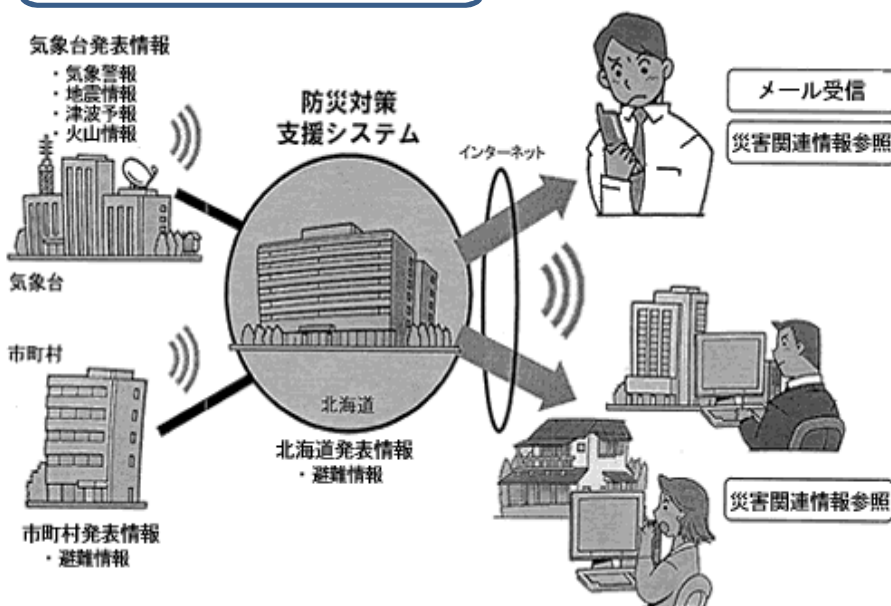 気象台発表情報
・気象警報
・地震情報
・津波予報
・火山情報
気象台
防災対策
支援システム
インターネット
メール受信
災害関連情報参照
市町村
北海道
北海道発表情報
・避難情報
市町村発表情報
・避難情報
災害関連情報参照